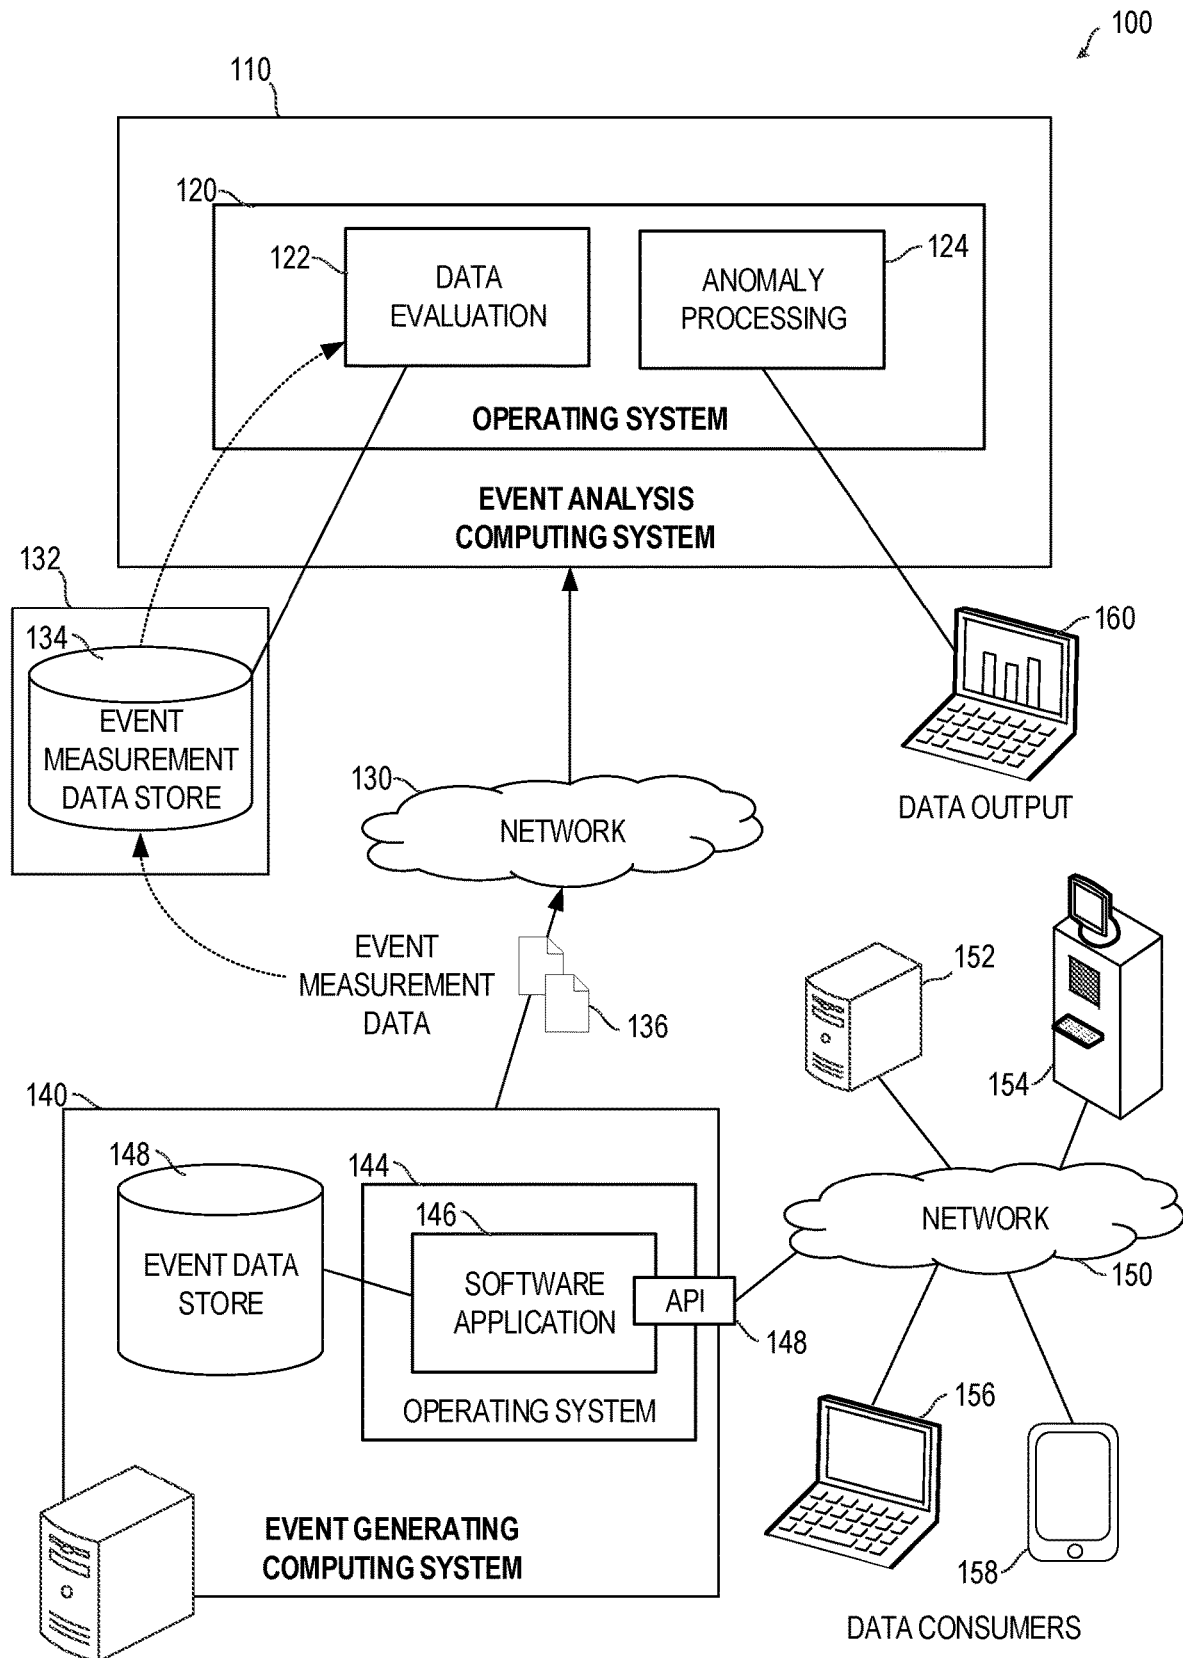 100
110
120
122
DATA
EVALUATION
ANOMALY
PROCESSING
124
OPERATING SYSTEM
EVENT ANALYSIS
COMPUTING SYSTEM
132
134
EVENT
MEASUREMENT
DATA STORE
160
DATA OUTPUT
130
NETWORK
EVENT
MEASUREMENT
DATA
136
152
154
140
148
EVENT DATA
STORE
144
146
SOFTWARE
APPLICATION
API
148
OPERATING SYSTEM
NETWORK
150
156
158
EVENT GENERATING
COMPUTING SYSTEM
DATA CONSUMERS